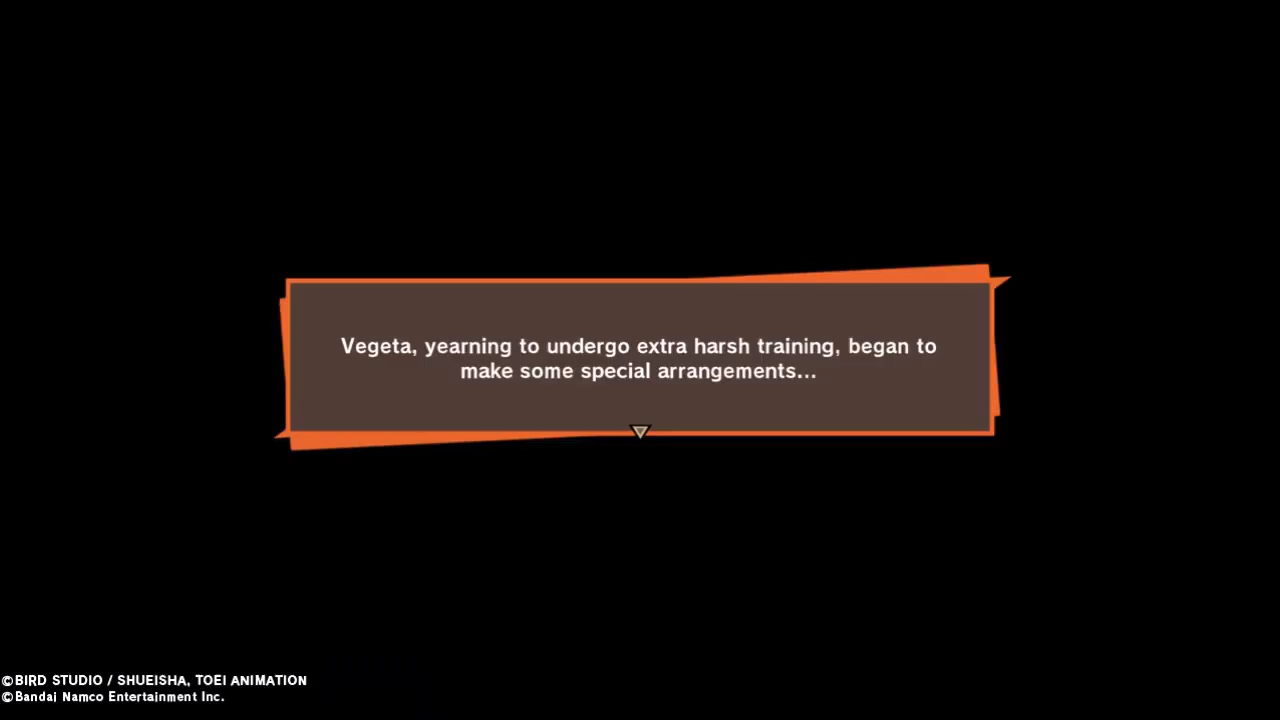 Vegeta, yearning to undergo extra harsh training, began to
make some special arrangements...
©BIRD STUDIO / SHUEISHA, TOEI ANIMATION
©Bandai Namco Entertainment Inc.